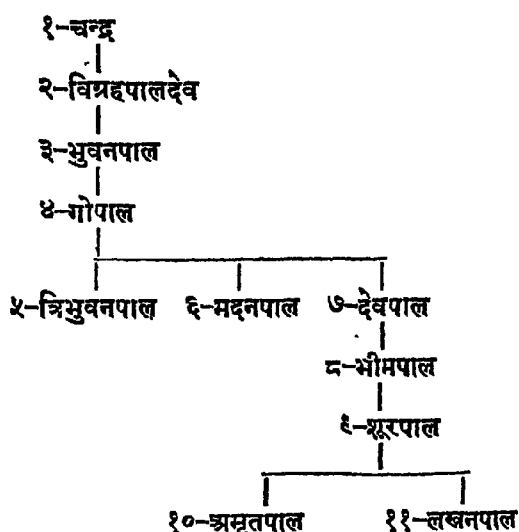 १-चन्द्र
२-विग्रहपालदेव
३-भुवनपाल
४-गोपाल
५-त्रिभुवनपाल ६-मदनपाल ७-देवपाल
८-भीमपाल
९-शूरपाल
१०-अमृतपाल ११-लखनपाल